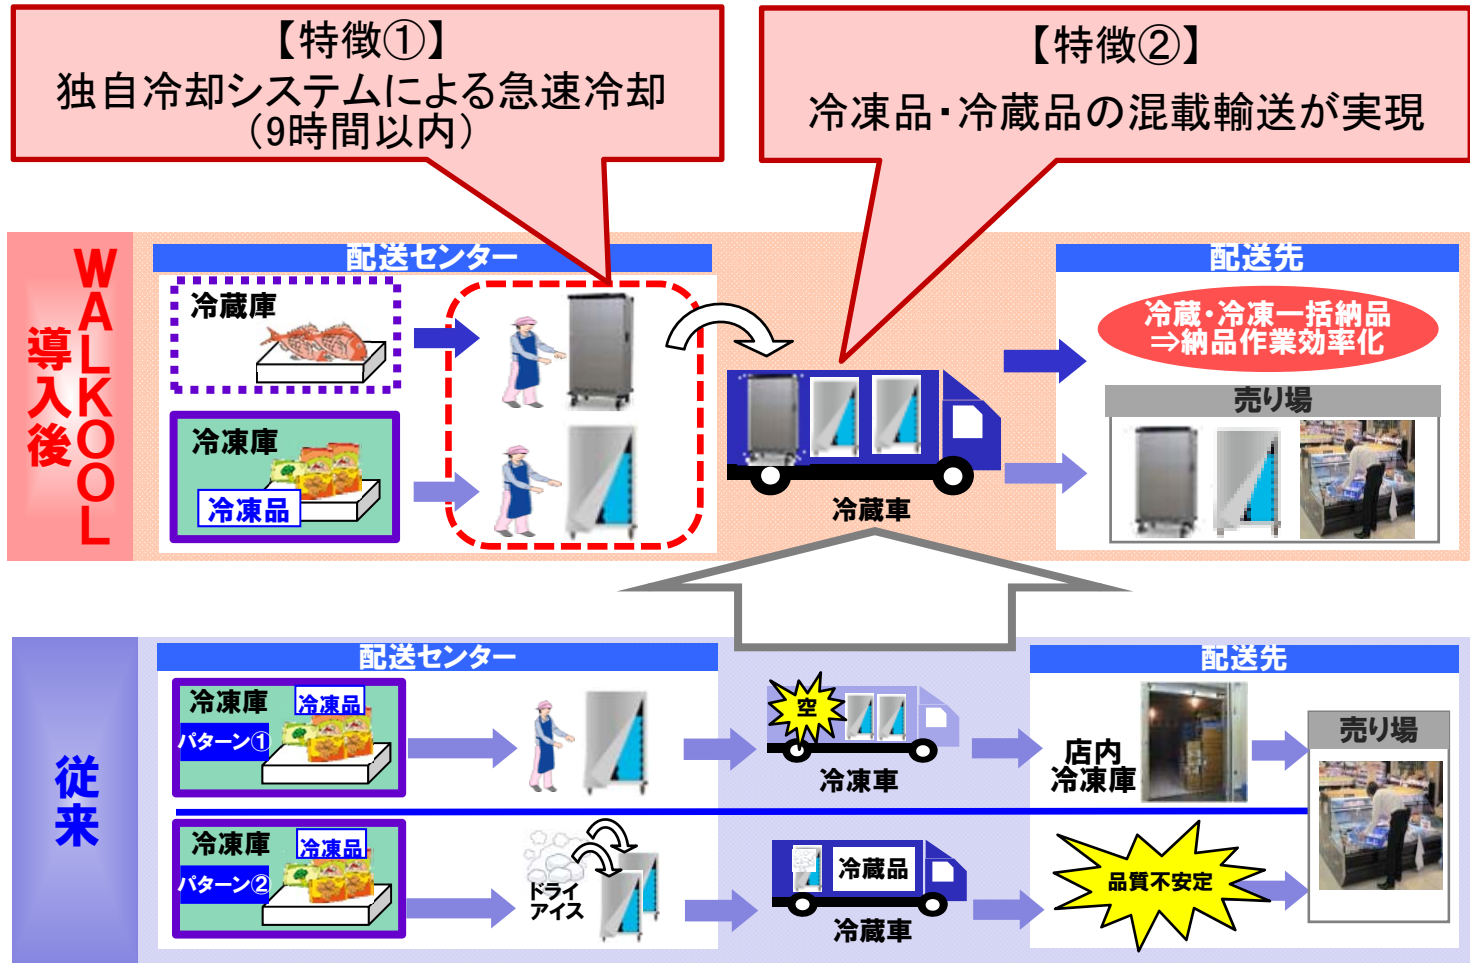 【特徴①】
独自冷却システムによる急速冷却
（9時間以内）
【特徴②】
冷凍品・冷蔵品の混載輸送が実現
WALKOOL
導入後
配送センター
冷蔵庫
冷凍庫
冷凍品
冷蔵車
配送先
冷蔵・冷凍一括納品
⇒納品作業効率化
売り場
従来
配送センター
冷凍庫
冷凍品
パターン①
空
冷凍車
配送先
店内
冷凍庫
売り場
冷凍庫
冷凍品
パターン②
ドライ
アイス
冷蔵品
冷蔵車
品質不安定